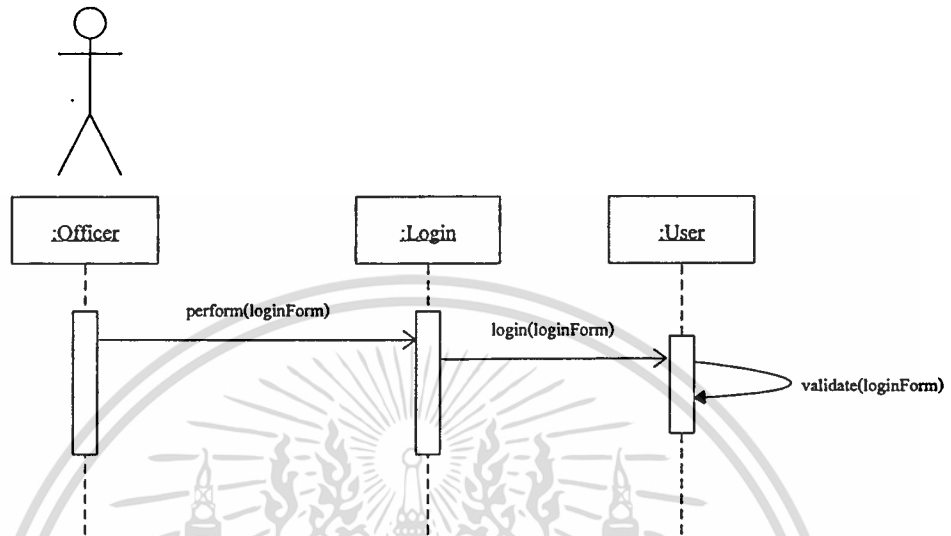 :Officer
:Login
:User
perform(loginForm)
login(loginForm)
validate(loginForm)